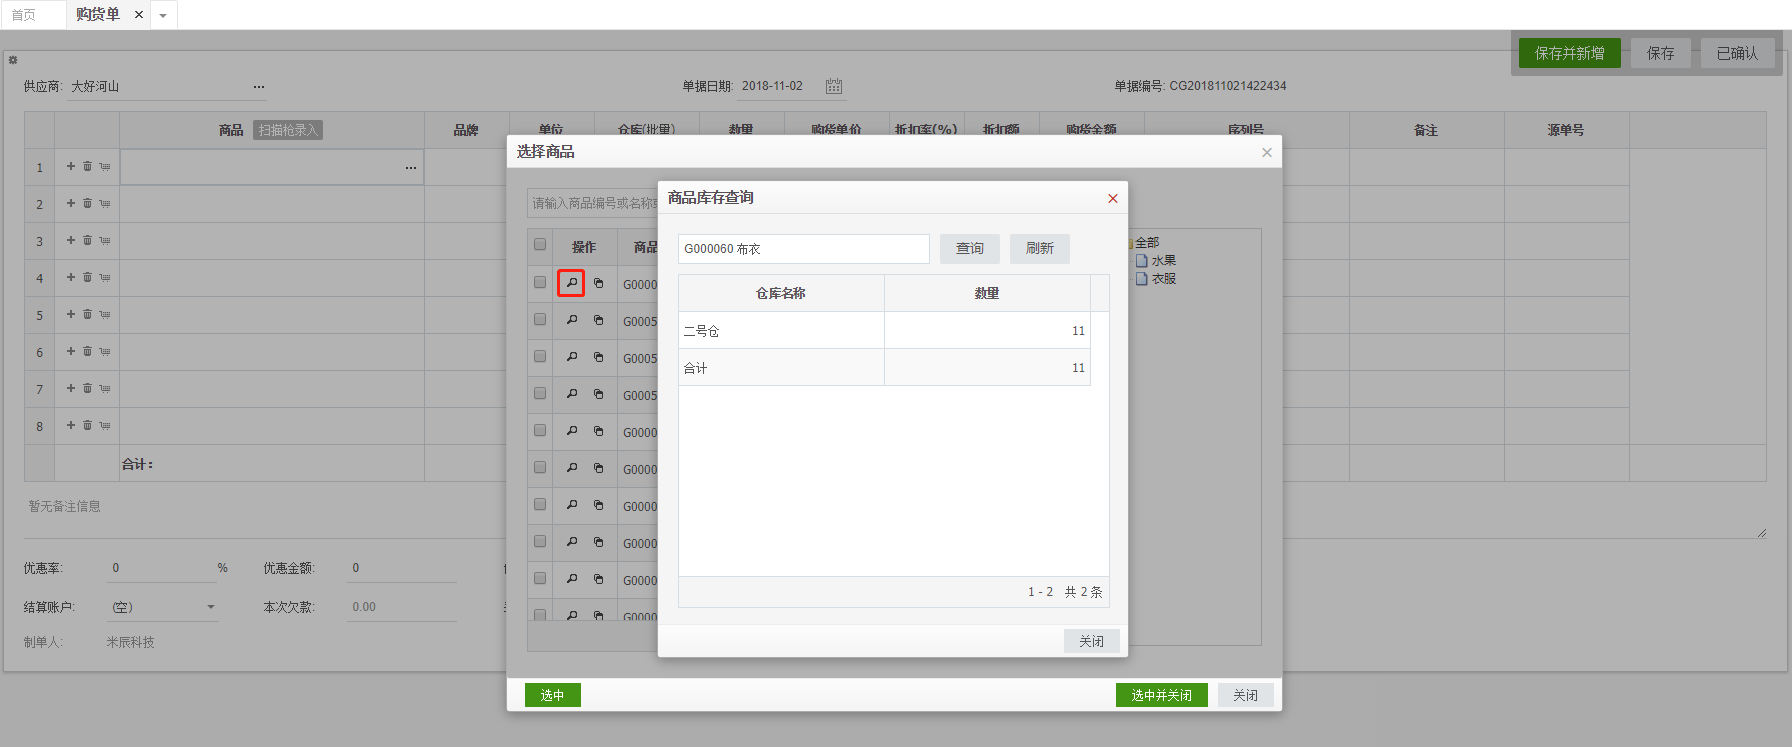 首页
购货单
保存并新增 保存 已确认
供应商: 大好河山
单据日期: 2018-11-02
单据编号: CG201811021422434
商品 扫描枪录入 品牌 单位 仓库(批量) 数量 购货单价 折扣率(%) 折扣额 购货金额 序列号 备注 源单号
1
2
3
4
5
6
7
8
合计：
暂无备注信息
优惠率: 0 %
优惠金额: 0
结算账户: (空)
本次欠款: 0.00
制单人: 米辰科技
选择商品
请输入商品编号或名称
操作 商品
G0000
G0005
G0005
G0005
G0000
G0000
G0000
G0000
G0000
G0000
全部
水果
衣服
选中
选中并关闭 关闭
商品库存查询
G000060 布衣 查询 刷新
仓库名称 数量
二号仓 11
合计 11
1 - 2 共 2 条
关闭